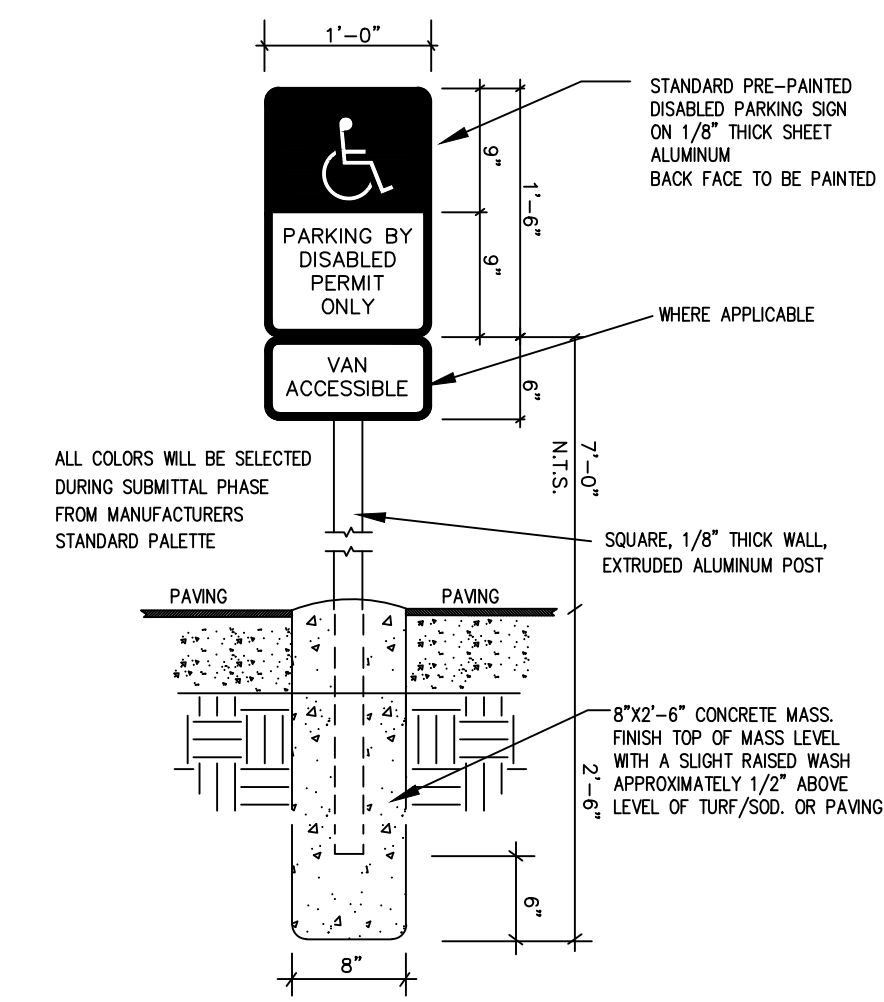 1'-0"
STANDARD PRE-PAINTED
DISABLED PARKING SIGN
ON 1/8" THICK SHEET
ALUMINUM
BACK FACE TO BE PAINTED
9"
1'-6"
9"
PARKING BY
DISABLED
PERMIT
ONLY
WHERE APPLICABLE
VAN
ACCESSIBLE
6"
7'-0"
N.T.S.
ALL COLORS WILL BE SELECTED
DURING SUBMITTAL PHASE
FROM MANUFACTURERS
STANDARD PALETTE
SQUARE, 1/8" THICK WALL,
EXTRUDED ALUMINUM POST
PAVING
PAVING
8"X2'-6" CONCRETE MASS.
FINISH TOP OF MASS LEVEL
WITH A SLIGHT RAISED WASH
APPROXIMATELY 1/2" ABOVE
LEVEL OF TURF/SOD. OR PAVING
2'-6"
6"
8"